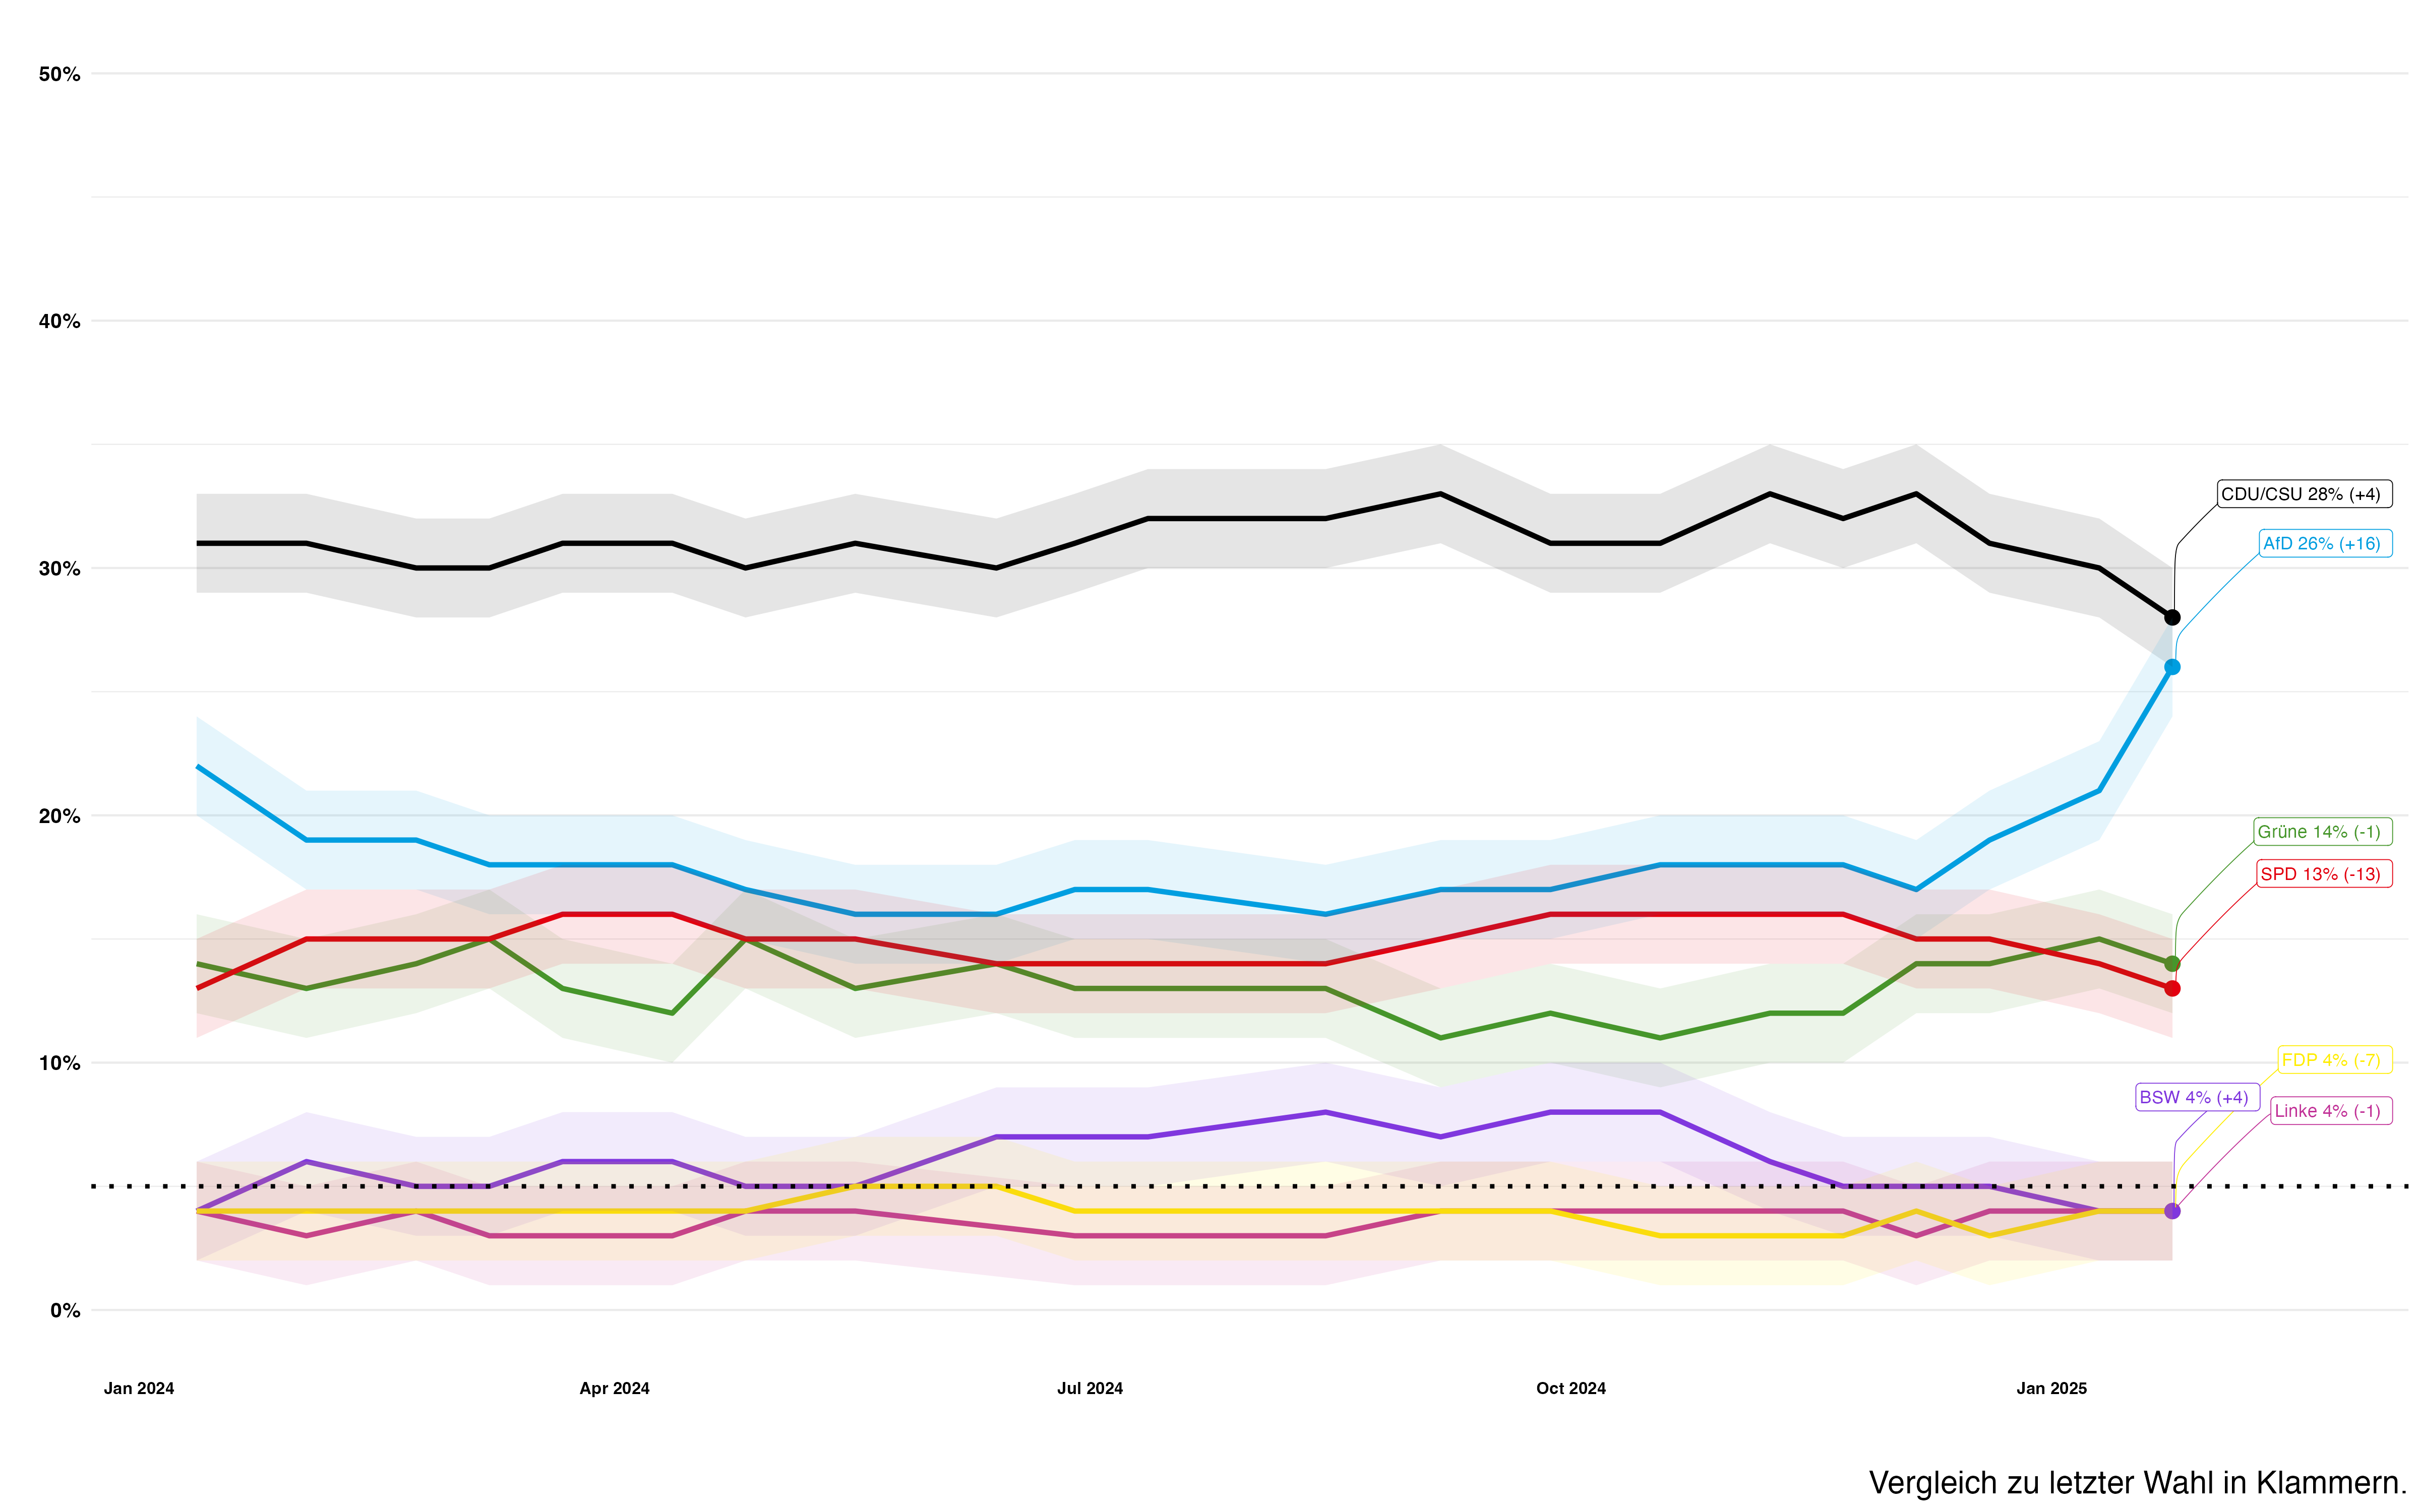 50%
40%
30%
20%
10%
0%
CDU/CSU 28% (+4)
AfD 26% (+16)
Grüne 14% (-1)
SPD 13% (-13)
FDP 4% (-7)
BSW 4% (+4)
Linke 4% (-1)
Jan 2024
Apr 2024
Jul 2024
Oct 2024
Jan 2025
Vergleich zu letzter Wahl in Klammern.